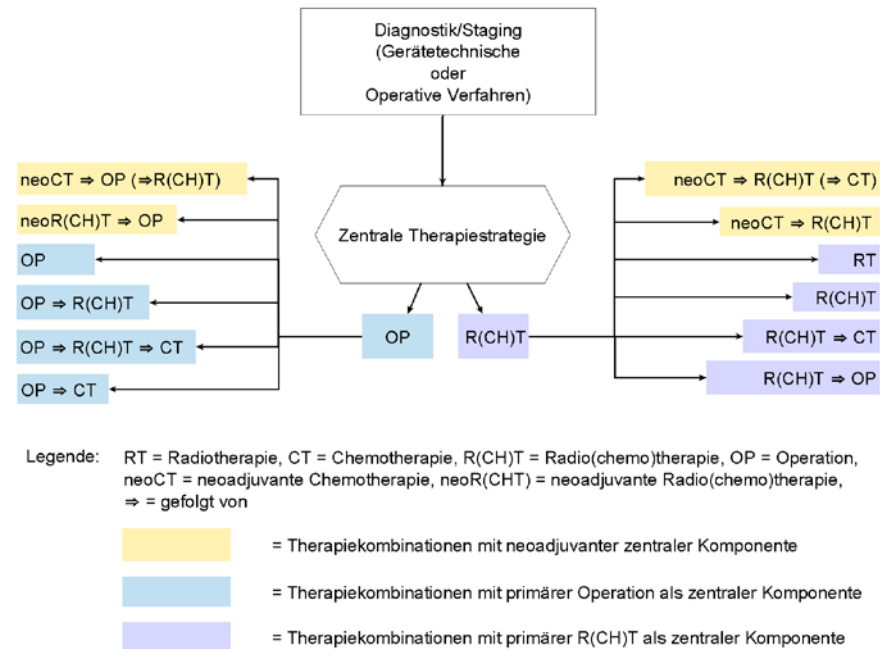 Diagnostik/Staging
(Gerätetechnische
oder
Operative Verfahren)
Zentrale Therapiestrategie
OP
R(CH)T
neoCT ⇒ OP (⇒R(CH)T)
neoR(CH)T ⇒ OP
OP
OP ⇒ R(CH)T
OP ⇒ R(CH)T ⇒ CT
OP ⇒ CT
neoCT ⇒ R(CH)T (⇒ CT)
neoCT ⇒ R(CH)T
RT
R(CH)T
R(CH)T ⇒ CT
R(CH)T ⇒ OP
Legende: RT = Radiotherapie, CT = Chemotherapie, R(CH)T = Radio(chemo)therapie, OP = Operation,
neoCT = neoadjuvante Chemotherapie, neoR(CHT) = neoadjuvante Radio(chemo)therapie,
⇒ = gefolgt von
= Therapiekombinationen mit neoadjuvanter zentraler Komponente
= Therapiekombinationen mit primärer Operation als zentraler Komponente
= Therapiekombinationen mit primärer R(CH)T als zentraler Komponente